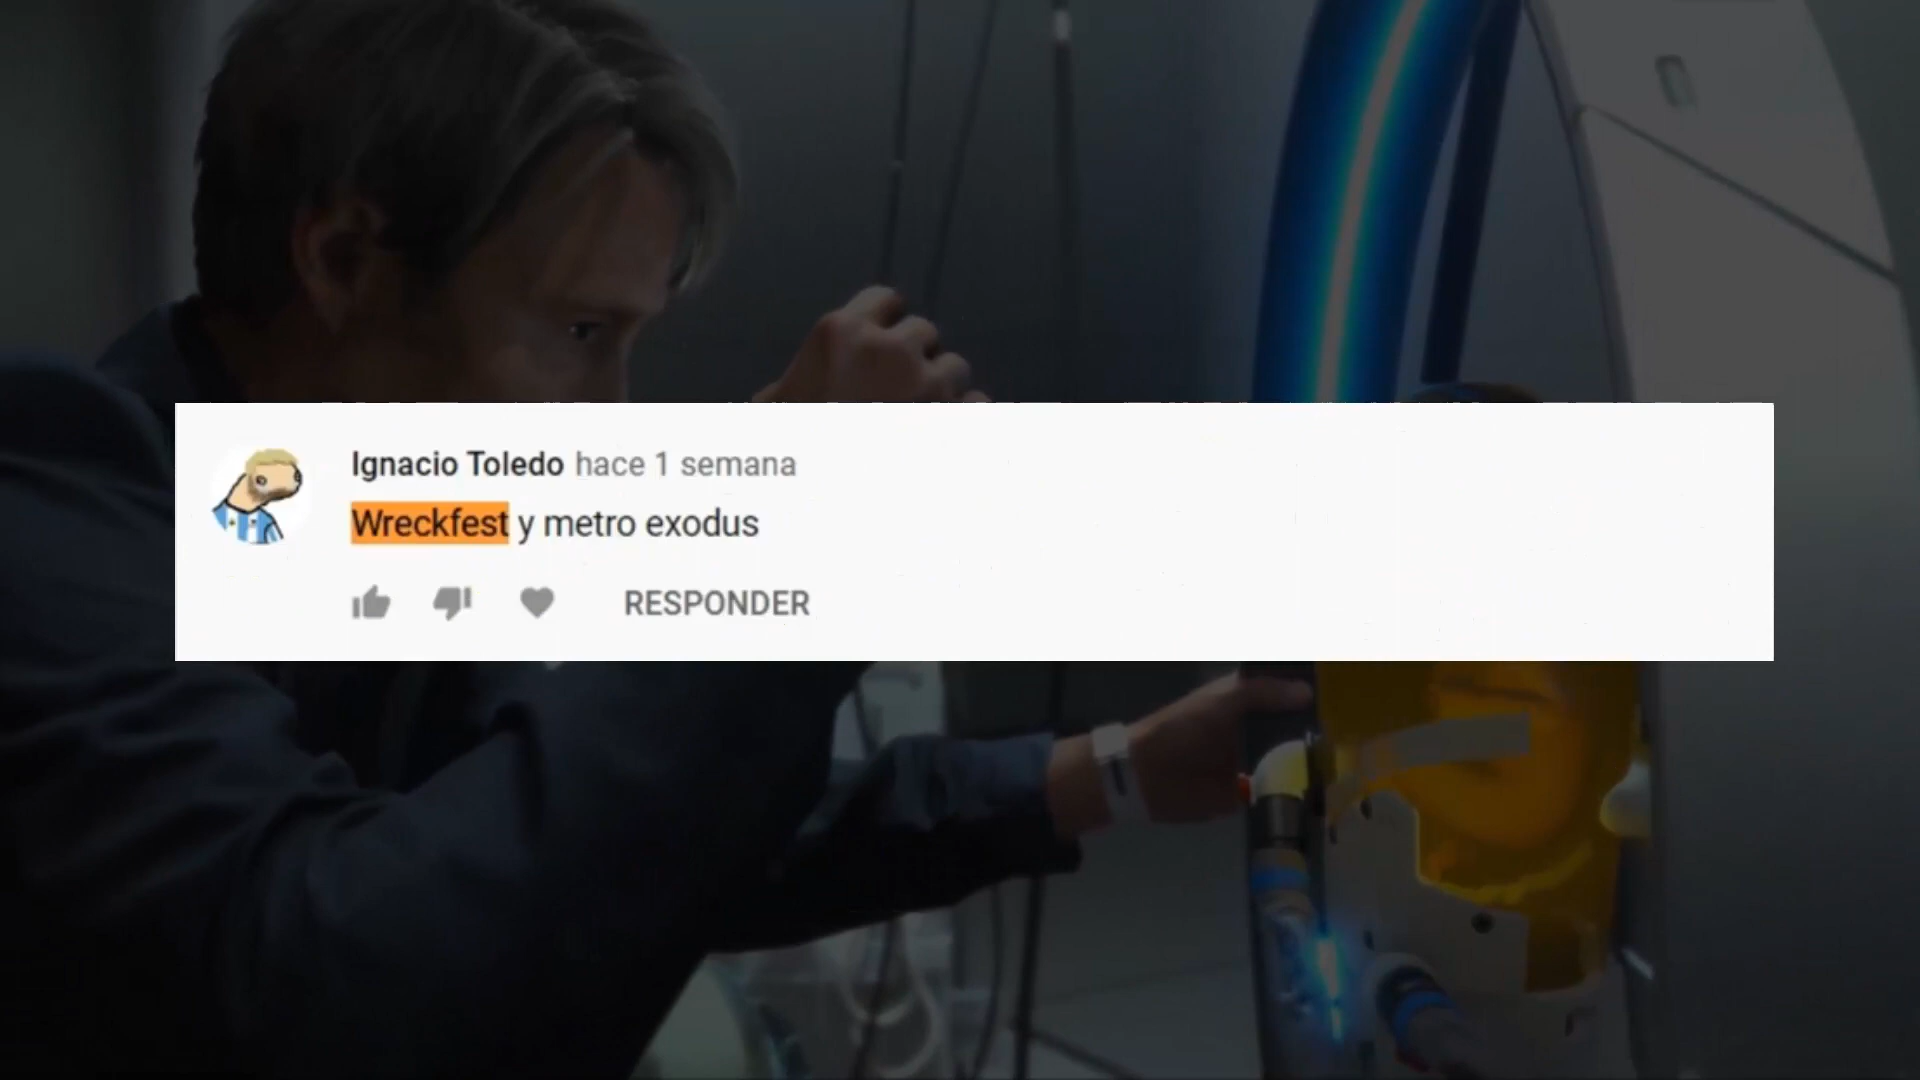 Ignacio Toledo hace 1 semana
Wreckfest y metro exodus
RESPONDER